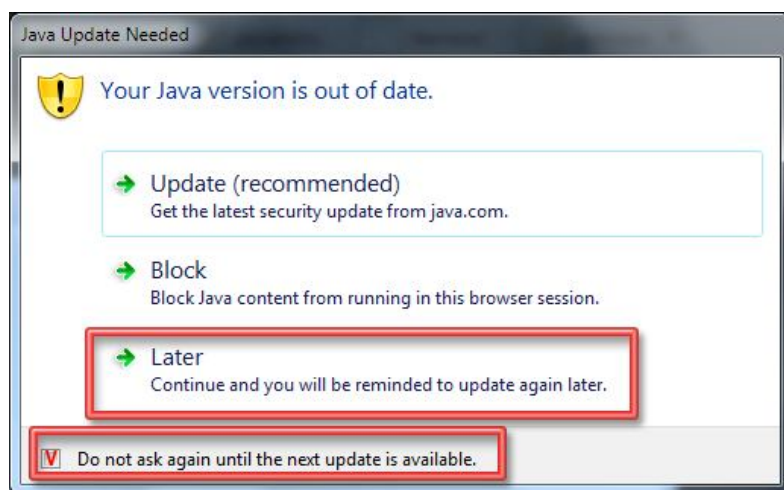 Java Update Needed
Your Java version is out of date.
Update (recommended)
Get the latest security update from java.com.
Block
Block Java content from running in this browser session.
Later
Continue and you will be reminded to update again later.
V Do not ask again until the next update is available.